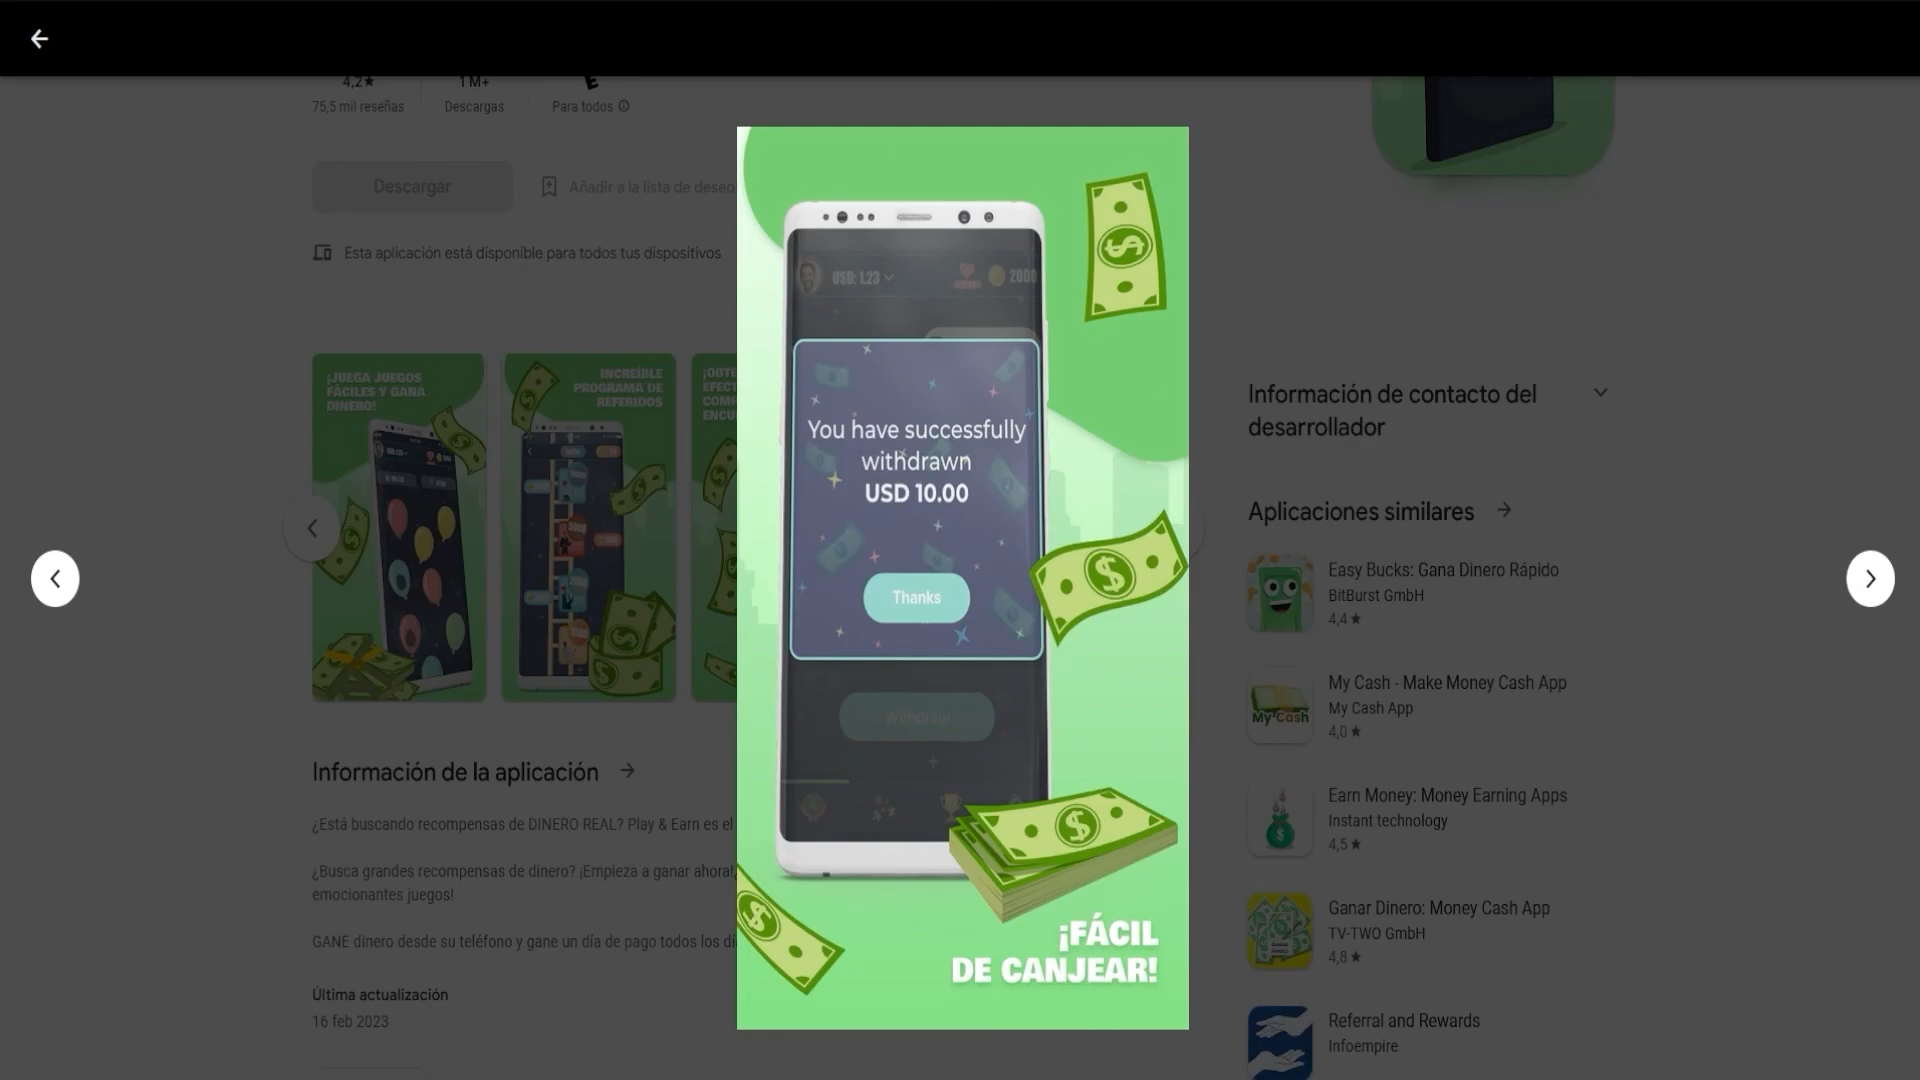 4,2★
75,5 mil reseñas
1 M+
Descargas
Para todos
Descargar
Añadir a la lista de deseo
Esta aplicación está disponible para todos tus dispositivos
¡JUEGA JUEGOS
FÁCILES Y GANA
DINERO!
INCREÍBLE
PROGRAMA DE
REFERIDOS
USD: 1.23
2000
You have successfully
withdrawn
USD 10.00
Thanks
Withdraw
¡FÁCIL
DE CANJEAR!
Información de la aplicación
¿Está buscando recompensas de DINERO REAL? Play & Earn es el
¿Busca grandes recompensas de dinero? ¡Empieza a ganar ahora!
emocionantes juegos!
GANE dinero desde su teléfono y gane un día de pago todos los
Última actualización
16 feb 2023
Información de contacto del
desarrollador
Aplicaciones similares
Easy Bucks: Gana Dinero Rápido
BitBurst GmbH
4,4★
My Cash
My Cash - Make Money Cash App
My Cash App
4,0★
Earn Money: Money Earning Apps
Instant technology
4,5★
Ganar Dinero: Money Cash App
TV-TWO GmbH
4,8★
Referral and Rewards
Infoempire